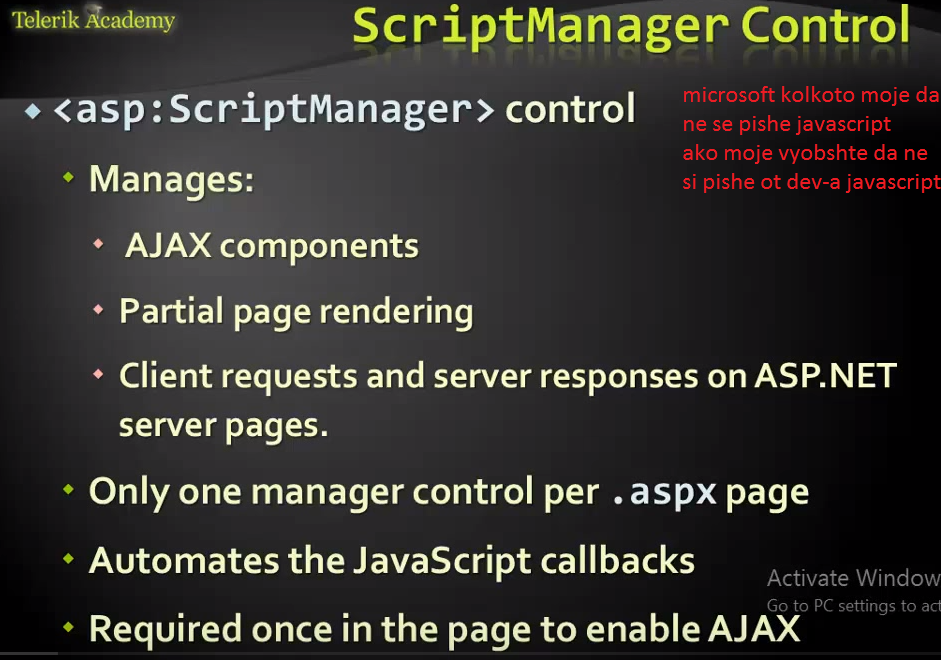 Telerik Academy
ScriptManager Control
<asp:ScriptManager> control
microsoft kolkoto moje da
ne se pishe javascript
ako moje vyobshte da ne
si pishe ot dev-a javascript
Manages:
AJAX components
Partial page rendering
Client requests and server responses on ASP.NET
server pages.
Only one manager control per .aspx page
Automates the JavaScript callbacks
Activate Window
Go to PC settings to act
Required once in the page to enable AJAX